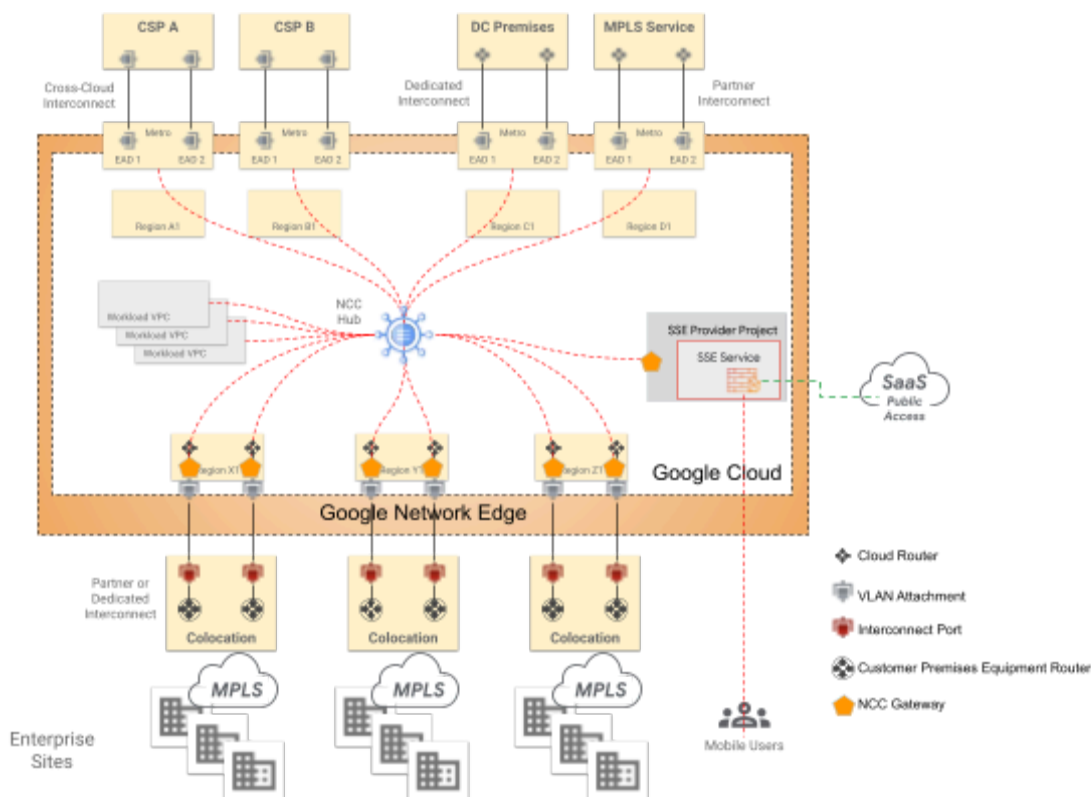 CSP A
CSP B
DC Premises
MPLS Service
Cross-Cloud
Interconnect
Dedicated
Interconnect
Partner
Interconnect
Metro
EAD 1
EAD 2
Metro
EAD 1
EAD 2
Metro
EAD 1
EAD 2
Metro
EAD 1
EAD 2
Region A1
Region B1
Region C1
Region D1
NCC
Hub
Workload VPC
Workload VPC
Workload VPC
SSE Provider Project
SSE Service
SaaS
Public
Access
Region X1
Region Y1
Region Z1
Google Cloud
Google Network Edge
Partner or
Dedicated
Interconnect
Colocation
Colocation
Colocation
MPLS
MPLS
MPLS
Enterprise
Sites
Mobile Users
Cloud Router
VLAN Attachment
Interconnect Port
Customer Premises Equipment Router
NCC Gateway